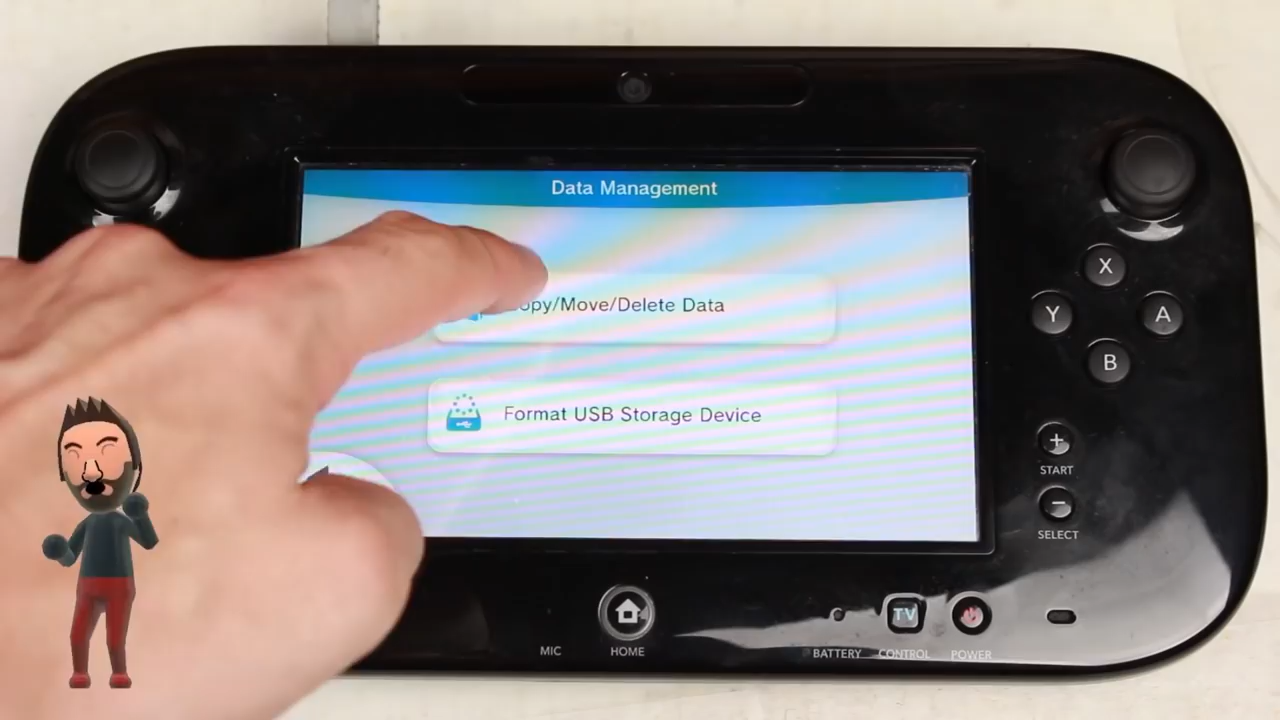 Data Management
opy/Move/Delete Data
Format USB Storage Device
X
Y
A
B
START
SELECT
TV
MIC
HOME
BATTERY
CONTROL
POWER